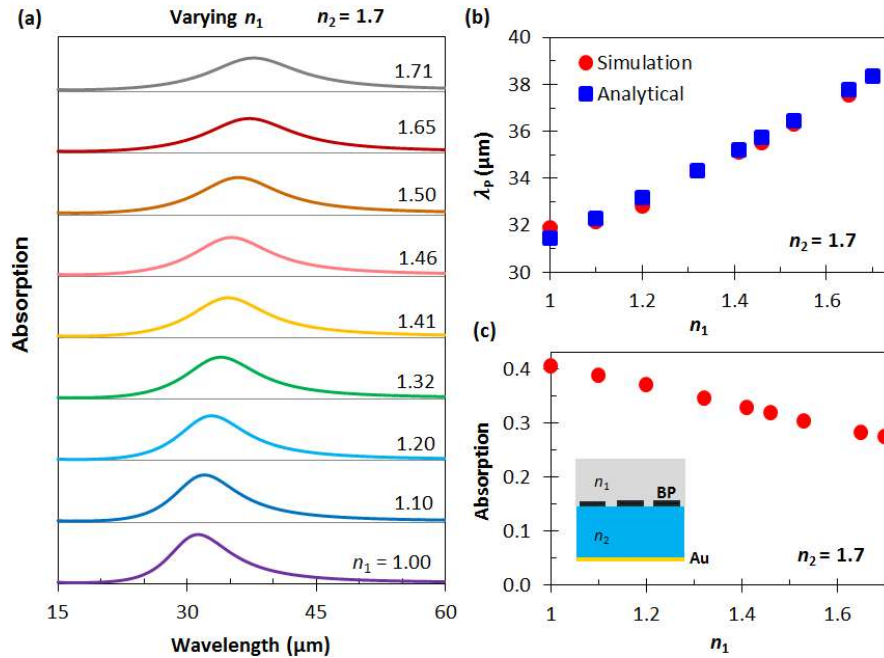 (a)
Varying n₁ n₂ = 1.7
1.71
1.65
1.50
1.46
1.41
1.32
1.20
1.10
n₁ = 1.00
Absorption
15 30 45 60
Wavelength (μm)
(b)
40
38
36
34
32
30
λₚ (μm)
Simulation
Analytical
n₂ = 1.7
1 1.2 1.4 1.6
n₁
(c)
0.4
0.3
0.2
0.1
0.0
Absorption
n₁
BP
n₂
Au
n₂ = 1.7
1 1.2 1.4 1.6
n₁